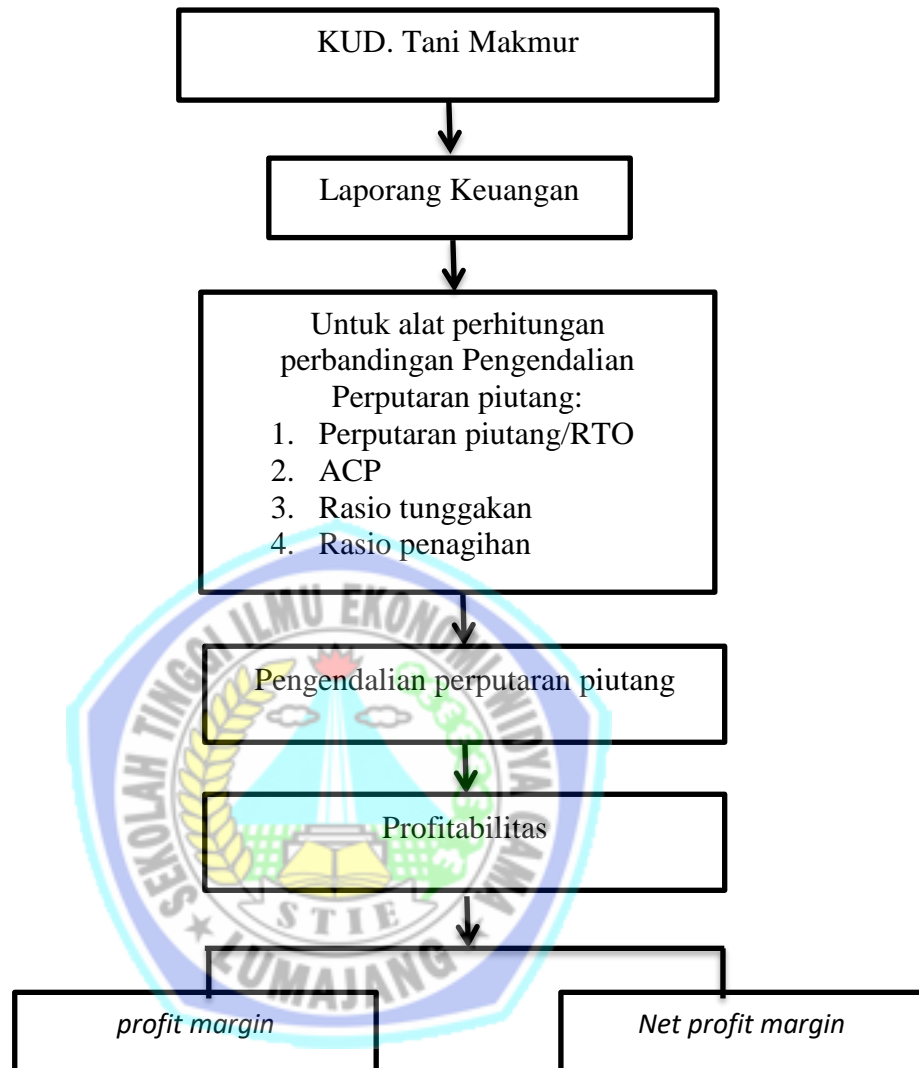 KUD. Tani Makmur
Laporang Keuangan
Untuk alat perhitungan
perbandingan Pengendalian
Perputaran piutang:
1. Perputaran piutang/RTO
2. ACP
3. Rasio tunggakan
4. Rasio penagihan
SEKOLAH TINGGI ILMU EKONOMI WIDYA GAMA
Pengendalian perputaran piutang
Profitabilitas
STIE
LUMAJANG
profit margin
Net profit margin